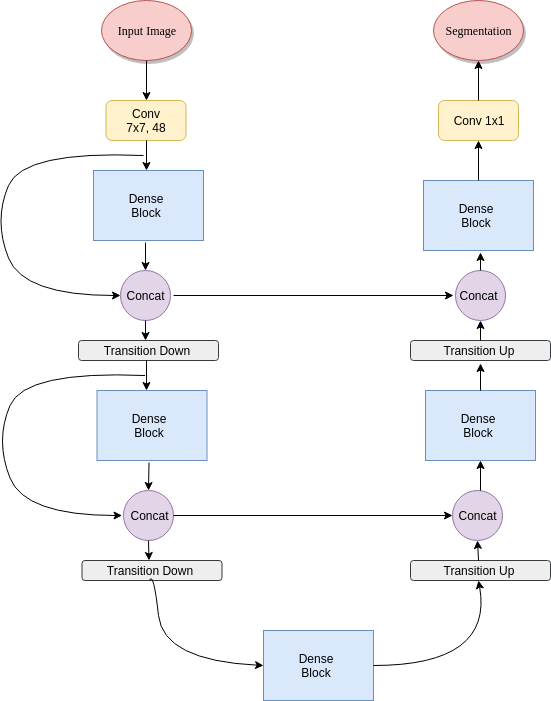 Input Image
Segmentation
Conv
7x7, 48
Conv 1x1
Dense
Block
Dense
Block
Concat
Concat
Transition Down
Transition Up
Dense
Block
Dense
Block
Concat
Concat
Transition Down
Transition Up
Dense
Block